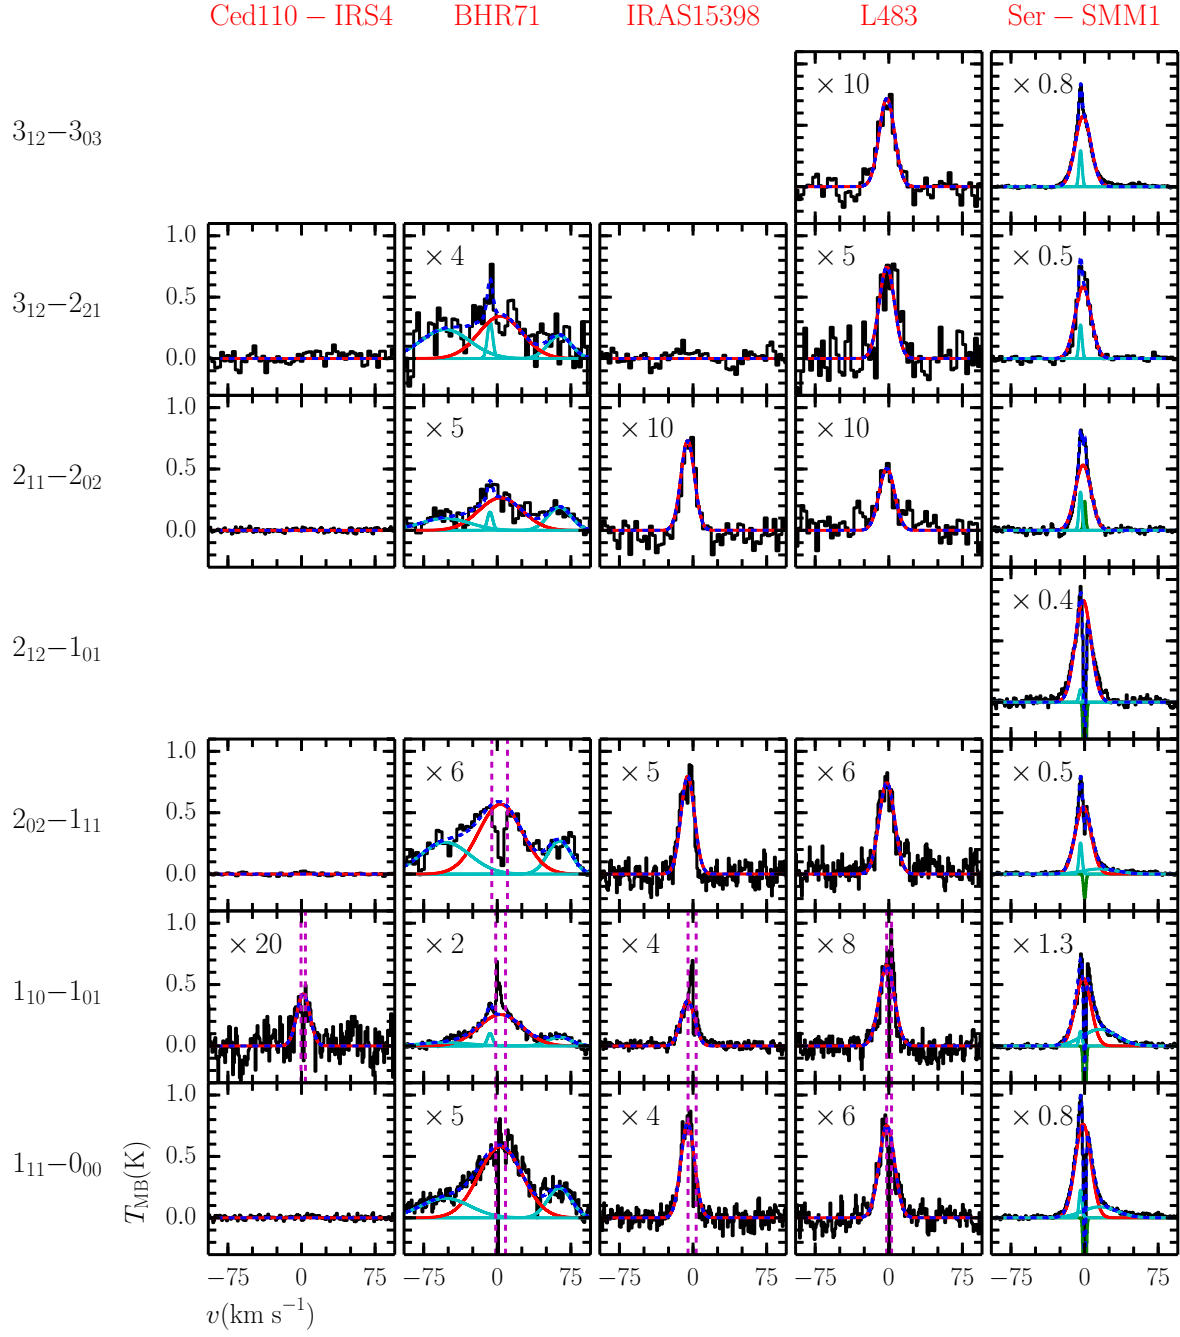 Ced110 − IRS4 BHR71 IRAS15398 L483 Ser − SMM1
3₁₂−3₀₃ × 10 × 0.8
3₁₂−2₂₁ 1.0 0.5 0.0 × 4 × 5 × 0.5
2₁₁−2₀₂ 1.0 0.5 0.0 × 5 × 10 × 10
2₁₂−1₀₁ × 0.4
2₀₂−1₁₁ 1.0 0.5 0.0 × 6 × 5 × 6 × 0.5
1₁₀−1₀₁ 1.0 0.5 0.0 × 20 × 2 × 4 × 8 × 1.3
1₁₁−0₀₀ 1.0 0.5 0.0 × 5 × 4 × 6 × 0.8
T_MB(K)
−75 0 75 −75 0 75 −75 0 75 −75 0 75 −75 0 75
v(km s⁻¹)